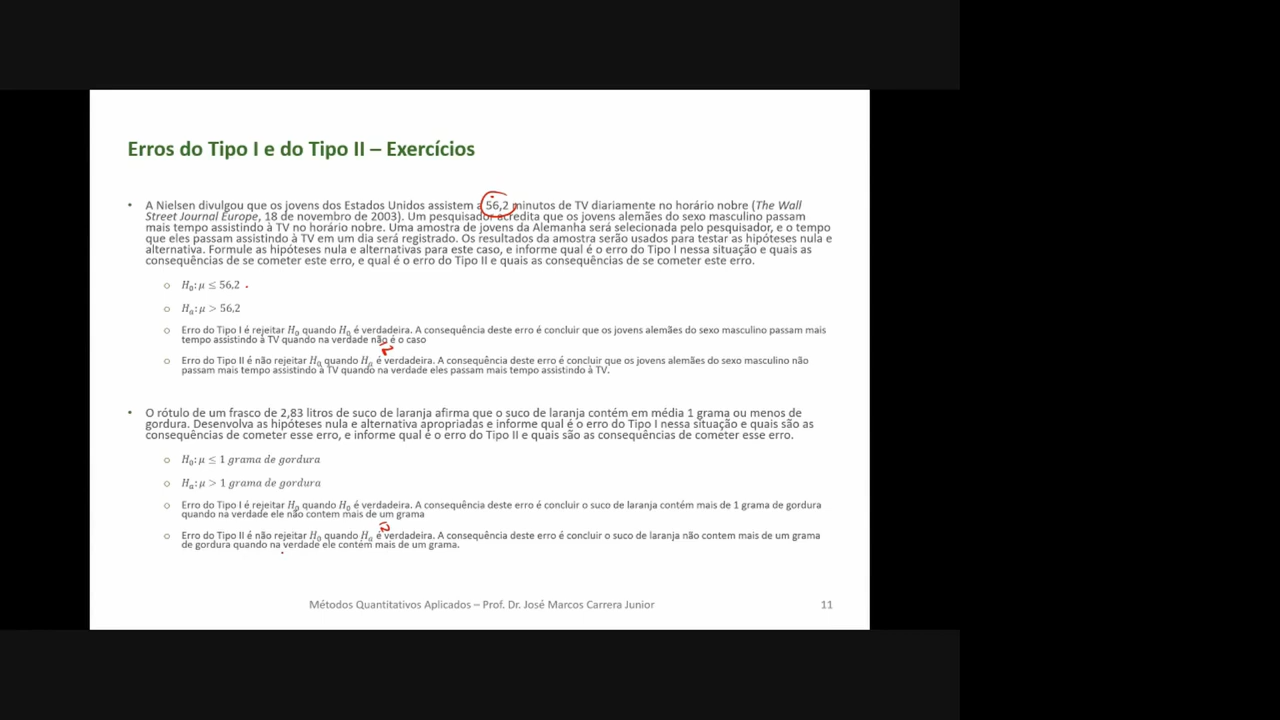 Erros do Tipo I e do Tipo II – Exercícios
• A Nielsen divulgou que os jovens dos Estados Unidos assistem a 56,2 minutos de TV diariamente no horário nobre (The Wall
Street Journal Europe, 18 de novembro de 2003). Um pesquisador acredita que os jovens alemães do sexo masculino passam
mais tempo assistindo à TV no horário nobre. Uma amostra de jovens da Alemanha será selecionada pelo pesquisador, e o tempo
que eles passam assistindo à TV em um dia será registrado. Os resultados da amostra serão usados para testar as hipóteses nula e
alternativa. Formule as hipóteses nula e alternativas para este caso, e informe qual é o erro do Tipo I nessa situação e quais as
consequências de se cometer este erro, e qual é o erro do Tipo II e quais as consequências de se cometer este erro.
○ H₀: μ ≤ 56,2
○ Hₐ: μ > 56,2
○ Erro do Tipo I é rejeitar H₀ quando H₀ é verdadeira. A consequência deste erro é concluir que os jovens alemães do sexo masculino passam mais
tempo assistindo à TV quando na verdade não é o caso
○ Erro do Tipo II é não rejeitar H₀ quando Hₐ é verdadeira. A consequência deste erro é concluir que os jovens alemães do sexo masculino não
passam mais tempo assistindo à TV quando na verdade eles passam mais tempo assistindo à TV.
• O rótulo de um frasco de 2,83 litros de suco de laranja afirma que o suco de laranja contém em média 1 grama ou menos de
gordura. Desenvolva as hipóteses nula e alternativa apropriadas e informe qual é o erro do Tipo I nessa situação e quais são as
consequências de cometer esse erro, e informe qual é o erro do Tipo II e quais são as consequências de cometer esse erro.
○ H₀: μ ≤ 1 grama de gordura
○ Hₐ: μ > 1 grama de gordura
○ Erro do Tipo I é rejeitar H₀ quando H₀ é verdadeira. A consequência deste erro é concluir o suco de laranja contém mais de 1 grama de gordura
quando na verdade ele não contem mais de um grama
○ Erro do Tipo II é não rejeitar H₀ quando Hₐ é verdadeira. A consequência deste erro é concluir o suco de laranja não contem mais de um grama
de gordura quando na verdade ele contém mais de um grama.
Métodos Quantitativos Aplicados – Prof. Dr. José Marcos Carrera Junior
11